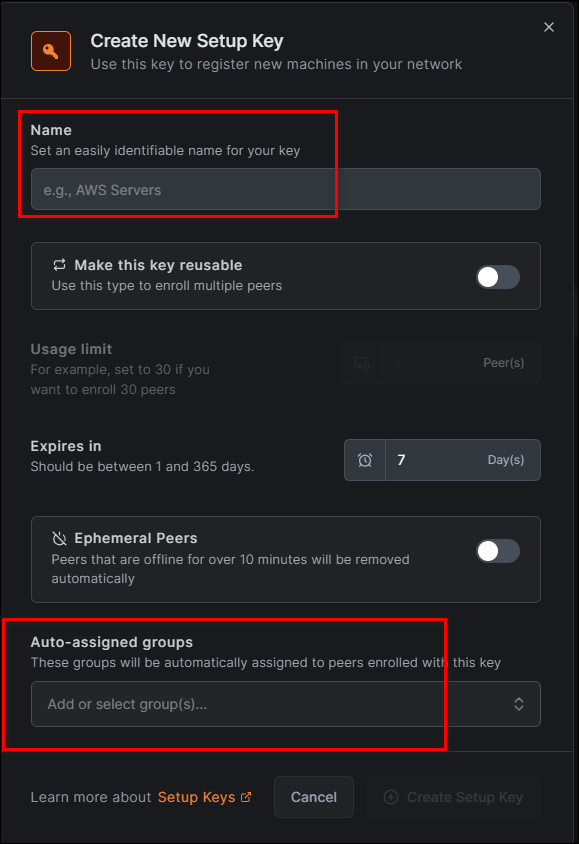 Create New Setup Key
Use this key to register new machines in your network
Name
Set an easily identifiable name for your key
e.g., AWS Servers
Make this key reusable
Use this type to enroll multiple peers
Usage limit
For example, set to 30 if you
want to enroll 30 peers
1 Peer(s)
Expires in
Should be between 1 and 365 days.
7 Day(s)
Ephemeral Peers
Peers that are offline for over 10 minutes will be removed
automatically
Auto-assigned groups
These groups will be automatically assigned to peers enrolled with this key
Add or select group(s)...
Learn more about Setup Keys Cancel Create Setup Key